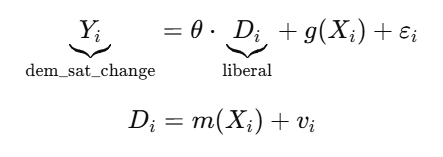 Y_i = θ · D_i + g(X_i) + ε_i
dem_sat_change liberal
D_i = m(X_i) + v_i